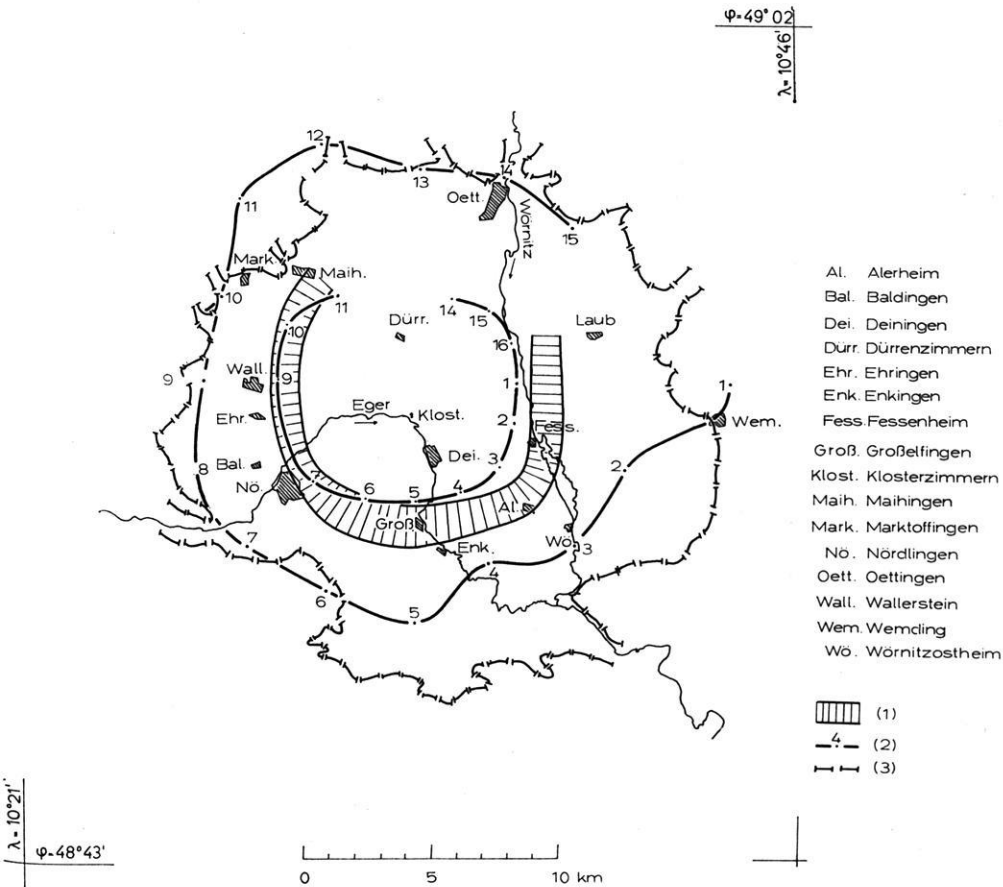 φ=49° 02'
λ=10°46'
12
13
14
Oett.
Wörnitz
11
15
Mark.
Maih.
10
11
14
15
Dürr.
Laub
10
16
Wall.
9
9
1
1
Eger
Klost.
Ehr.
2
Fess.
Wem.
Bal.
Dei.
8
3
2
Nö.
7
6
5
4
Groß
Al.
Wö.
3
7
Enk.
4
6
5
Al. Alerheim
Bal. Baldingen
Dei. Deiningen
Dürr. Dürrenzimmern
Ehr. Ehringen
Enk. Enkingen
Fess. Fessenheim
Groß. Großelfingen
Klost. Klosterzimmern
Maih. Maihingen
Mark. Marktoffingen
Nö. Nördlingen
Oett. Oettingen
Wall. Wallerstein
Wem. Wemding
Wö. Wörnitzostheim
(1)
4 (2)
(3)
λ=10°21'
φ=48°43'
0 5 10 km